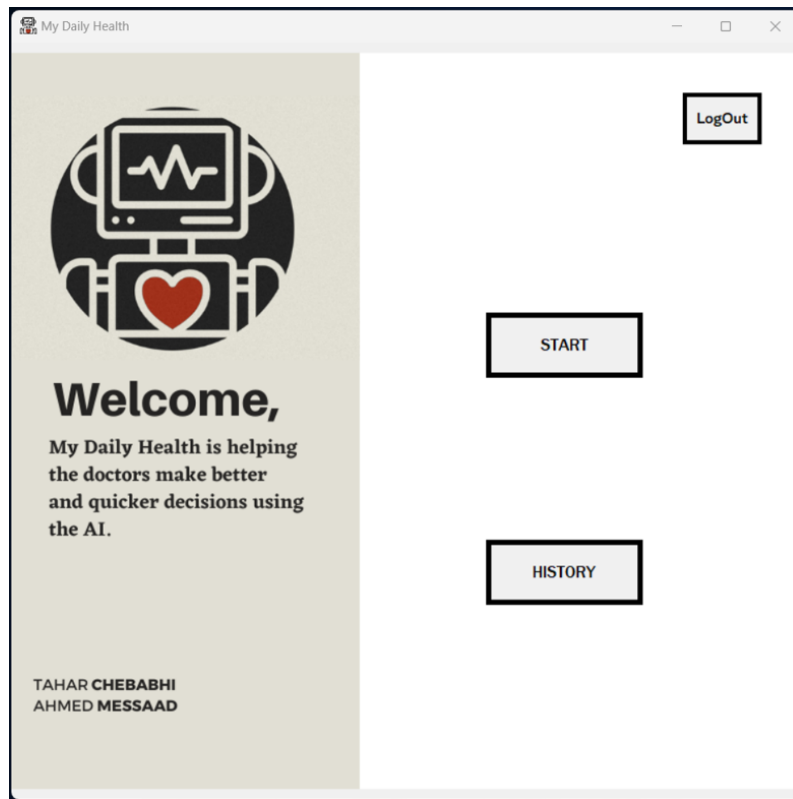 My Daily Health
LogOut
Welcome,
My Daily Health is helping
the doctors make better
and quicker decisions using
the AI.
START
HISTORY
TAHAR CHEBABHI
AHMED MESSAAD